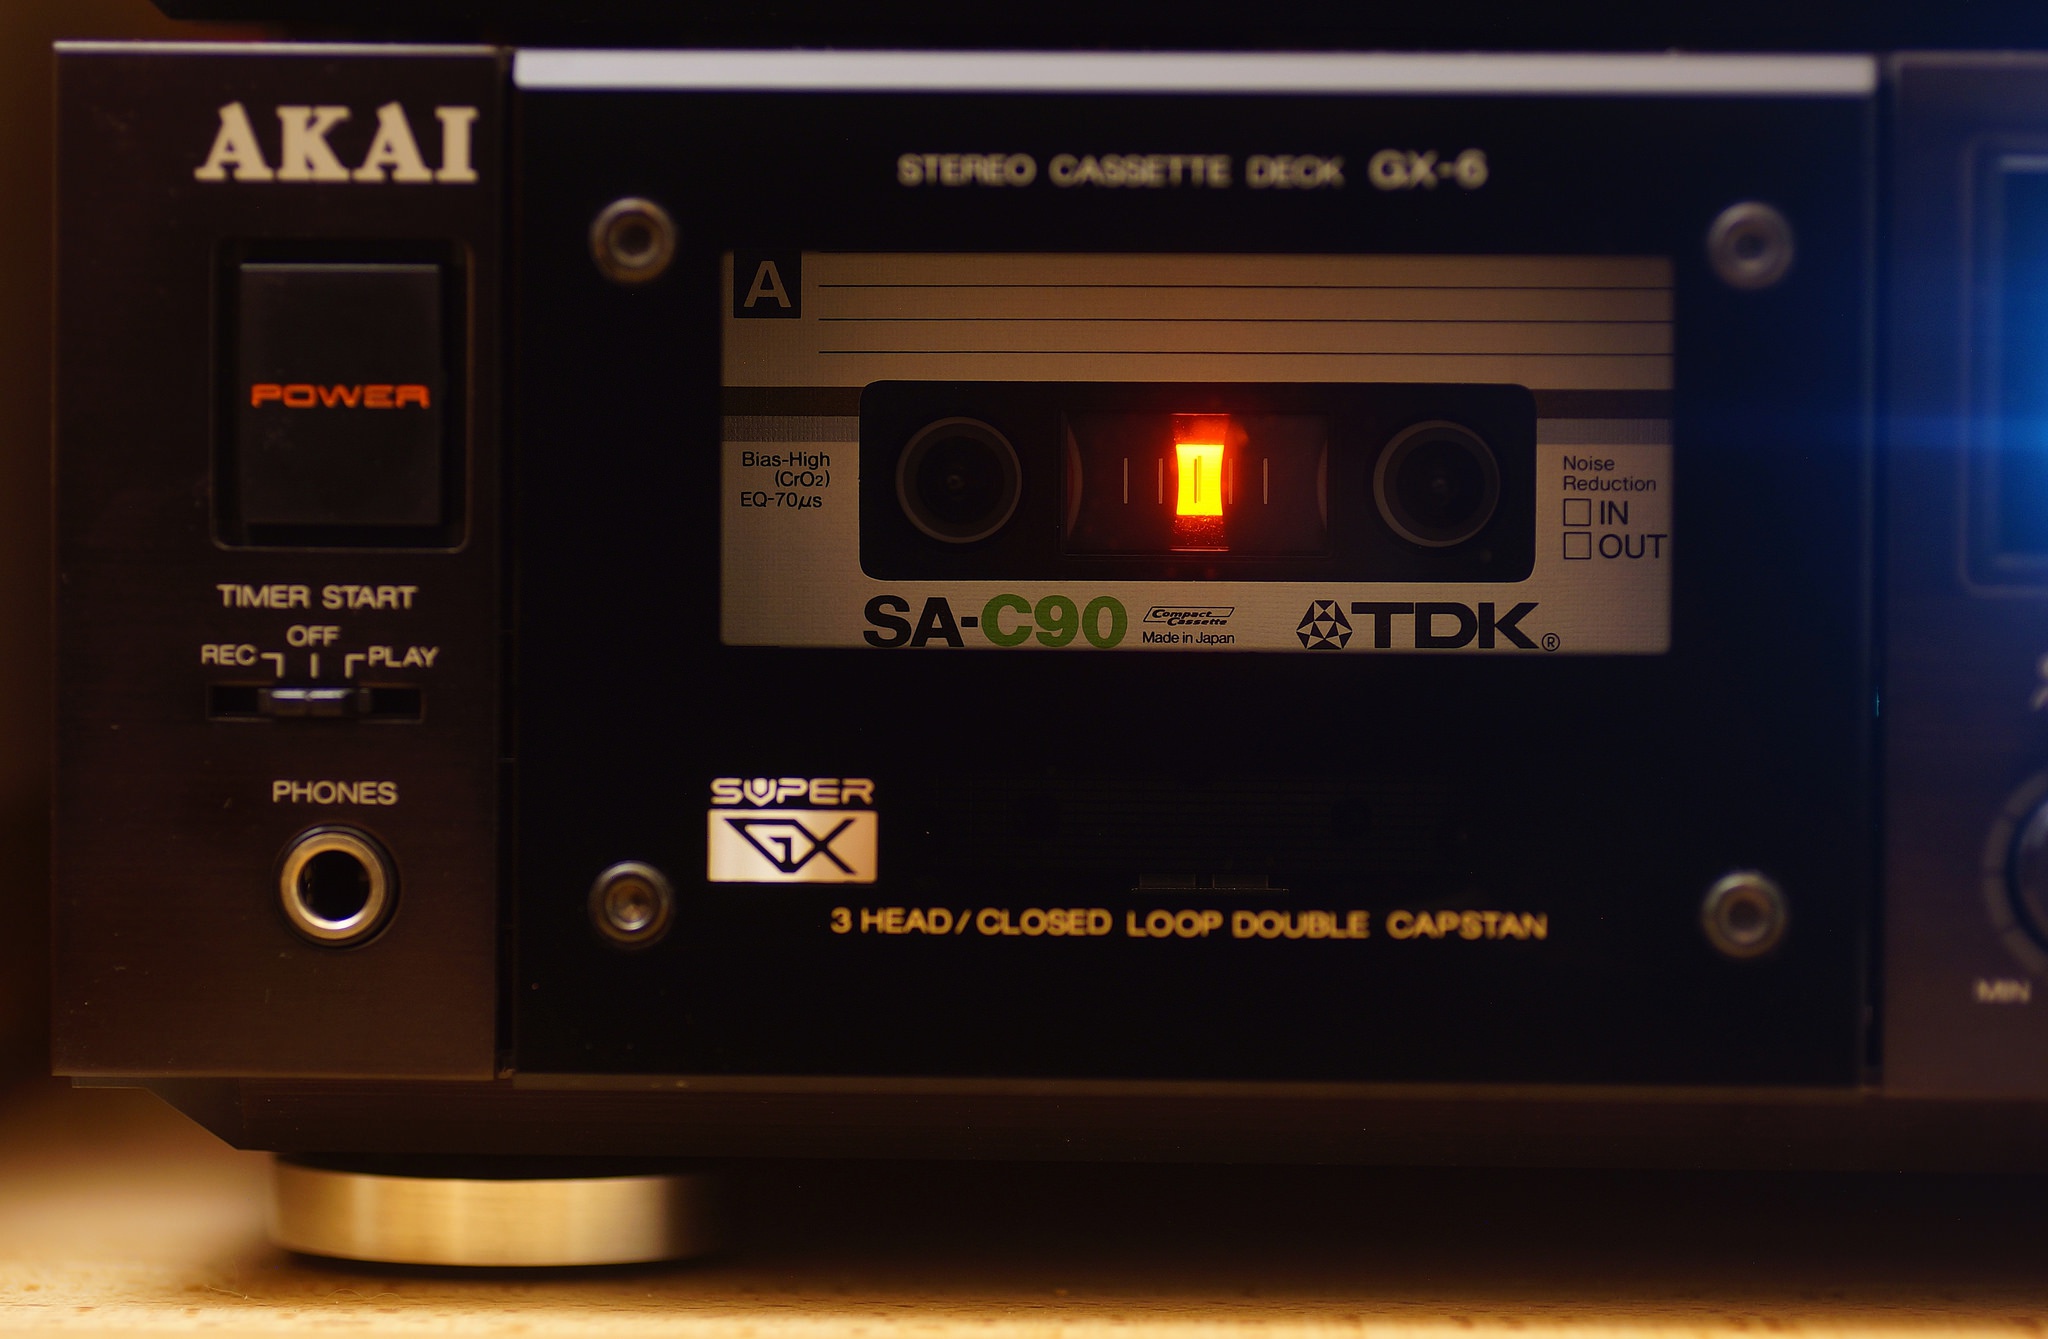 AKAI
POWER
TIMER START
OFF
REC
PLAY
PHONES
STEREO CASSETTE DECK GX-6
A
Bias-High
(CrO2)
EQ-70µs
Noise
Reduction
IN
OUT
SA-C90
Compact
Cassette
Made in Japan
TDK®
SUPER
GX
3 HEAD/CLOSED LOOP DOUBLE CAPSTAN
MIN